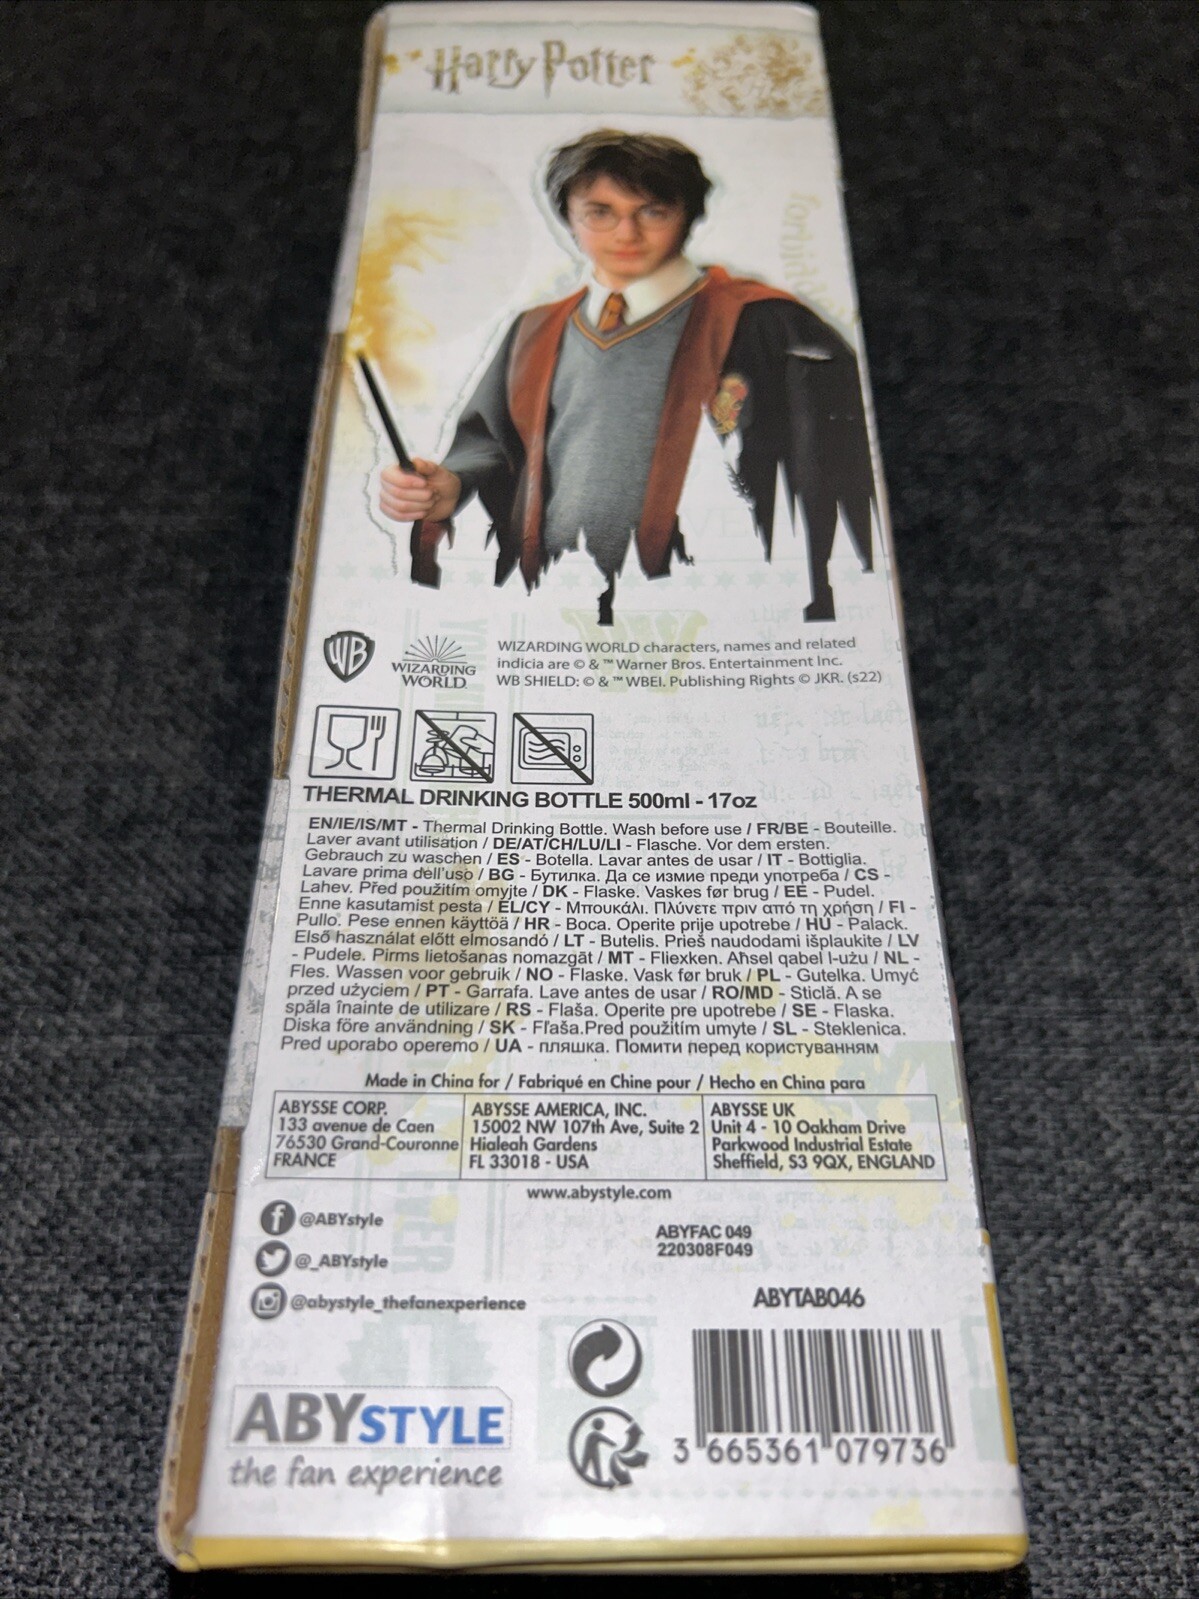 Harry Potter
forbidden
WB
WIZARDING
WORLD
WIZARDING WORLD characters, names and related
indicia are © & ™ Warner Bros. Entertainment Inc.
WB SHIELD: © & ™ WBEI. Publishing Rights © JKR. (s22)
THERMAL DRINKING BOTTLE 500ml - 17oz
EN/IE/IS/MT - Thermal Drinking Bottle. Wash before use / FR/BE - Bouteille.
Laver avant utilisation / DE/AT/CH/LU/LI - Flasche. Vor dem ersten.
Gebrauch zu waschen / ES - Botella. Lavar antes de usar / IT - Bottiglia.
Lavare prima dell'uso / BG - Бутилка. Да се измие преди употреба / CS -
Lahev. Před použitím omyjte / DK - Flaske. Vaskes før brug / EE - Pudel.
Enne kasutamist pesta / EL/CY - Μπουκάλι. Πλύνετε πριν από τη χρήση / FI -
Pullo. Pese ennen käyttöä / HR - Boca. Operite prije upotrebe / HU - Palack.
Első használat előtt elmosandó / LT - Butelis. Prieš naudodami išplaukite / LV
- Pudele. Pirms lietošanas nomazgāt / MT - Fliexken. Aħsel qabel l-użu / NL -
Fles. Wassen voor gebruik / NO - Flaske. Vask før bruk / PL - Gutelka. Umyć
przed użyciem / PT - Garrafa. Lave antes de usar / RO/MD - Sticlă. A se
spăla înainte de utilizare / RS - Flaša. Operite pre upotrebe / SE - Flaska.
Diska före användning / SK - Fľaša.Pred použitím umyte / SL - Steklenica.
Pred uporabo operemo / UA - пляшка. Помити перед користуванням
Made in China for / Fabriqué en Chine pour / Hecho en China para
ABYSSE CORP.
133 avenue de Caen
76530 Grand-Couronne
FRANCE
ABYSSE AMERICA, INC.
15002 NW 107th Ave, Suite 2
Hialeah Gardens
FL 33018 - USA
ABYSSE UK
Unit 4 - 10 Oakham Drive
Parkwood Industrial Estate
Sheffield, S3 9QX, ENGLAND
www.abystyle.com
@ABYstyle
@_ABYstyle
@abystyle_thefanexperience
ABYFAC 049
220308F049
ABYTAB046
ABYSTYLE
the fan experience
3 665361 079736